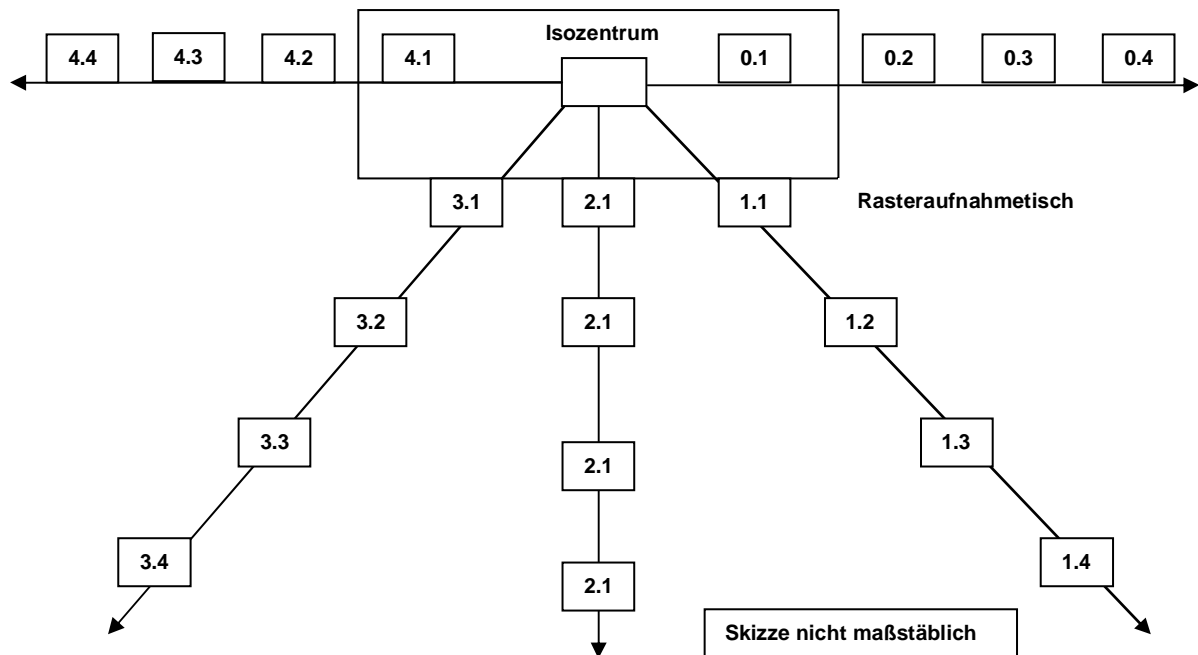 Isozentrum
4.4 4.3 4.2 4.1 0.1 0.2 0.3 0.4
3.1 2.1 1.1 Rasteraufnahmetisch
3.2 2.1 1.2
3.3 2.1 1.3
3.4 2.1 1.4
Skizze nicht maßstäblich